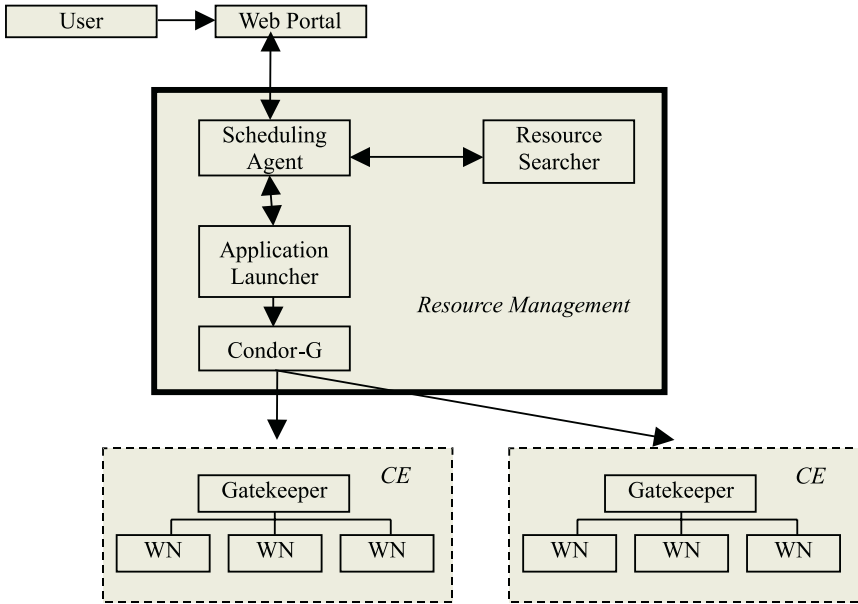 User
Web Portal
Scheduling
Agent
Resource
Searcher
Application
Launcher
Resource Management
Condor-G
CE
Gatekeeper
WN WN WN
CE
Gatekeeper
WN WN WN